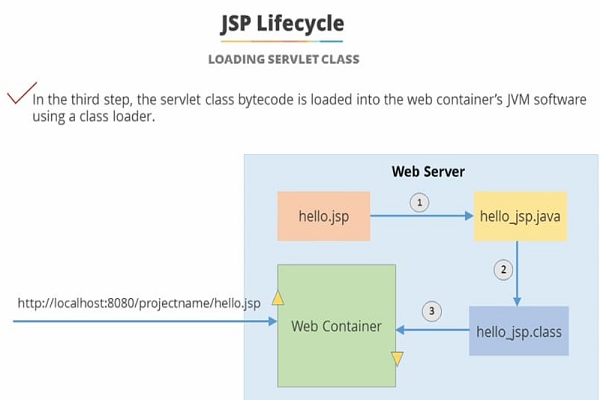 JSP Lifecycle
LOADING SERVLET CLASS
In the third step, the servlet class bytecode is loaded into the web container's JVM software
using a class loader.
Web Server
hello.jsp
1
hello_jsp.java
2
http://localhost:8080/projectname/hello.jsp
Web Container
3
hello_jsp.class